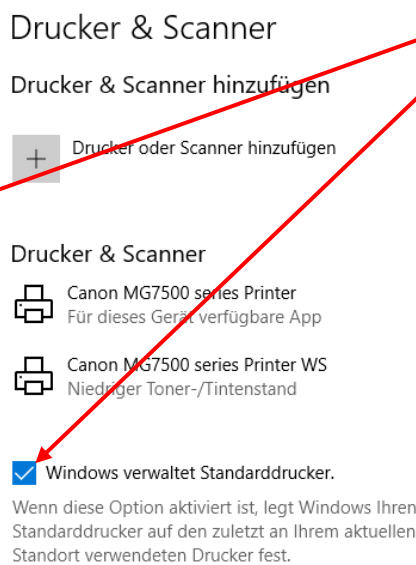 Drucker & Scanner
Drucker & Scanner hinzufügen
Drucker oder Scanner hinzufügen
Drucker & Scanner
Canon MG7500 series Printer
Für dieses Gerät verfügbare App
Canon MG7500 series Printer WS
Niedriger Toner-/Tintenstand
Windows verwaltet Standarddrucker.
Wenn diese Option aktiviert ist, legt Windows Ihren
Standarddrucker auf den zuletzt an Ihrem aktuellen
Standort verwendeten Drucker fest.